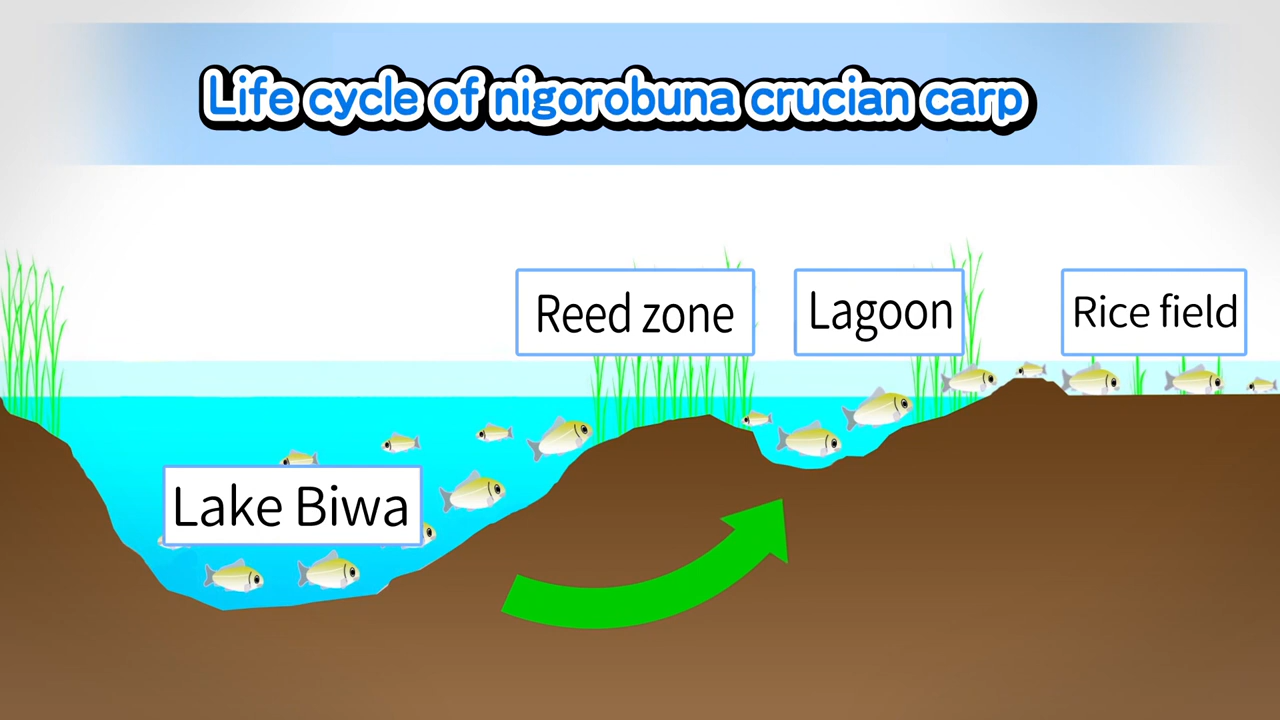 Life cycle of nigorobuna crucian carp
Reed zone
Lagoon
Rice field
Lake Biwa